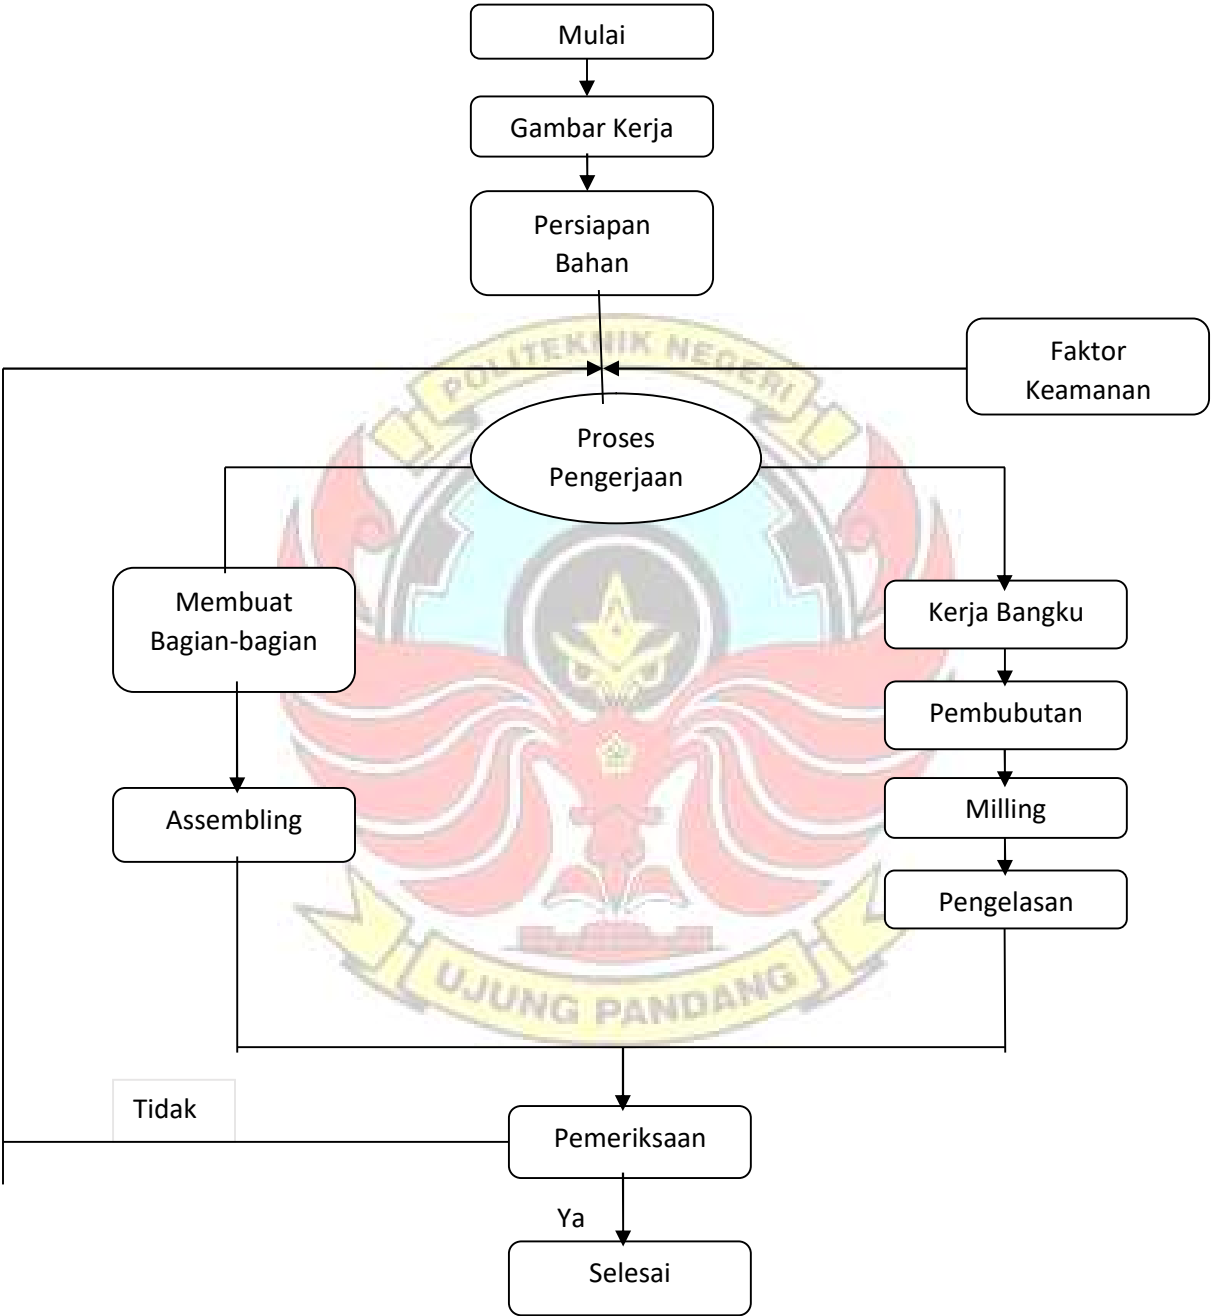 Mulai
Gambar Kerja
Persiapan
Bahan
POLITEKNIK NEGERI
Faktor
Keamanan
Proses
Pengerjaan
Membuat
Bagian-bagian
Kerja Bangku
Pembubutan
Assembling
Milling
Pengelasan
UJUNG PANDANG
Tidak
Pemeriksaan
Ya
Selesai